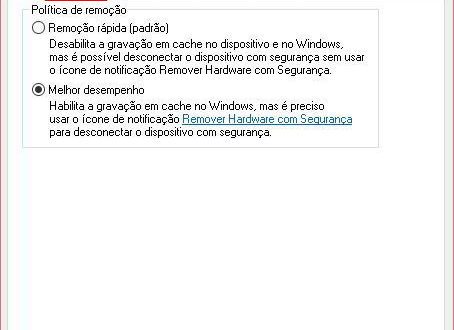 Política de remoção
Remoção rápida (padrão)
Desabilita a gravação em cache no dispositivo e no Windows,
mas é possível desconectar o dispositivo com segurança sem usar
o ícone de notificação Remover Hardware com Segurança.
Melhor desempenho
Habilita a gravação em cache no Windows, mas é preciso
usar o ícone de notificação Remover Hardware com Segurança
para desconectar o dispositivo com segurança.